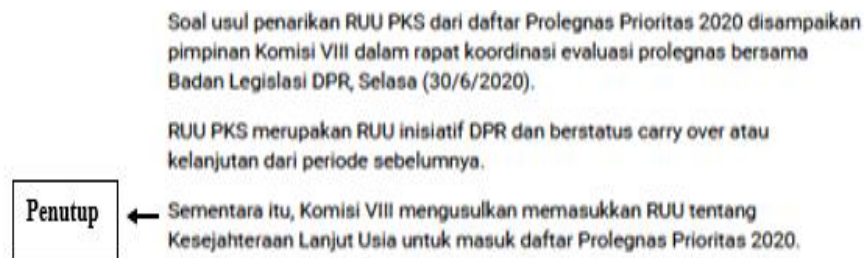 Soal usul penarikan RUU PKS dari daftar Prolegnas Prioritas 2020 disampaikan
pimpinan Komisi VIII dalam rapat koordinasi evaluasi prolegnas bersama
Badan Legislasi DPR, Selasa (30/6/2020).
RUU PKS merupakan RUU inisiatif DPR dan berstatus carry over atau
kelanjutan dari periode sebelumnya.
Penutup
Sementara itu, Komisi VIII mengusulkan memasukkan RUU tentang
Kesejahteraan Lanjut Usia untuk masuk daftar Prolegnas Prioritas 2020.